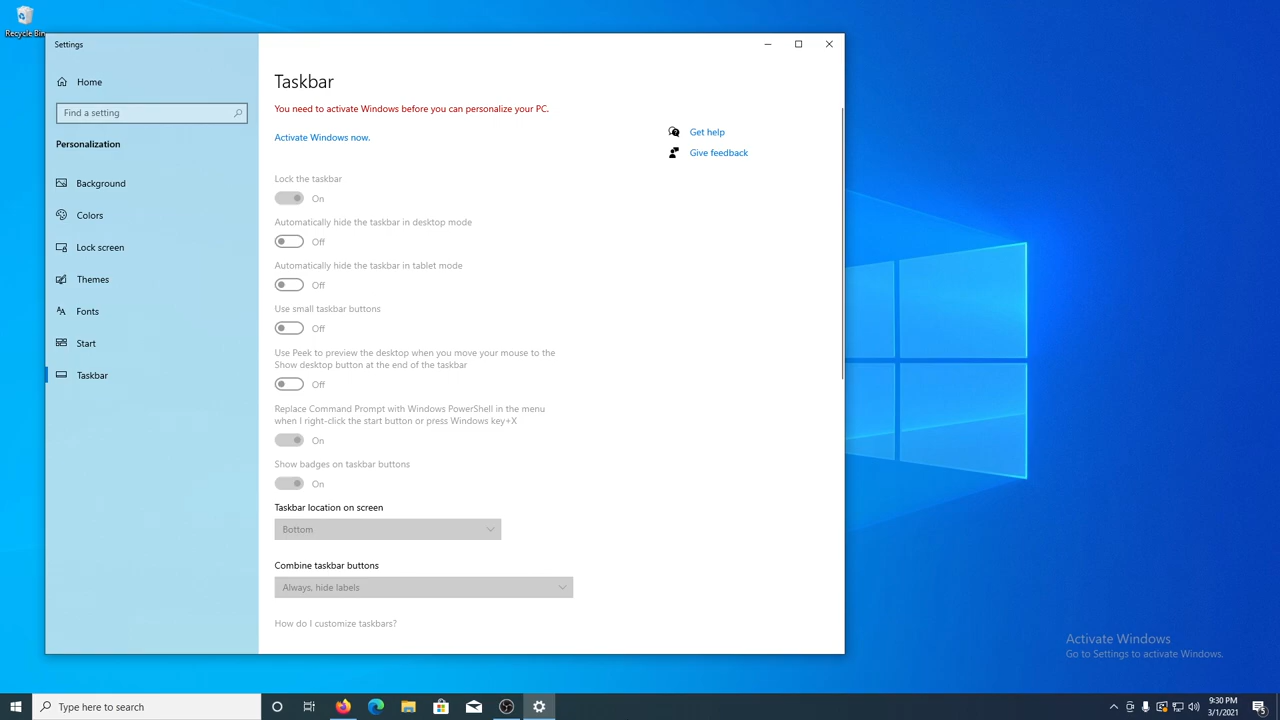 Recycle Bin
Settings
Home
Find a setting
Personalization
Background
Colors
Lock screen
Themes
Fonts
Start
Taskbar
Taskbar
You need to activate Windows before you can personalize your PC.
Activate Windows now.
Get help
Give feedback
Lock the taskbar
On
Automatically hide the taskbar in desktop mode
Off
Automatically hide the taskbar in tablet mode
Off
Use small taskbar buttons
Off
Use Peek to preview the desktop when you move your mouse to the
Show desktop button at the end of the taskbar
Off
Replace Command Prompt with Windows PowerShell in the menu
when I right-click the start button or press Windows key+X
On
Show badges on taskbar buttons
On
Taskbar location on screen
Bottom
Combine taskbar buttons
Always, hide labels
How do I customize taskbars?
Activate Windows
Go to Settings to activate Windows.
Type here to search
9:30 PM
3/1/2021